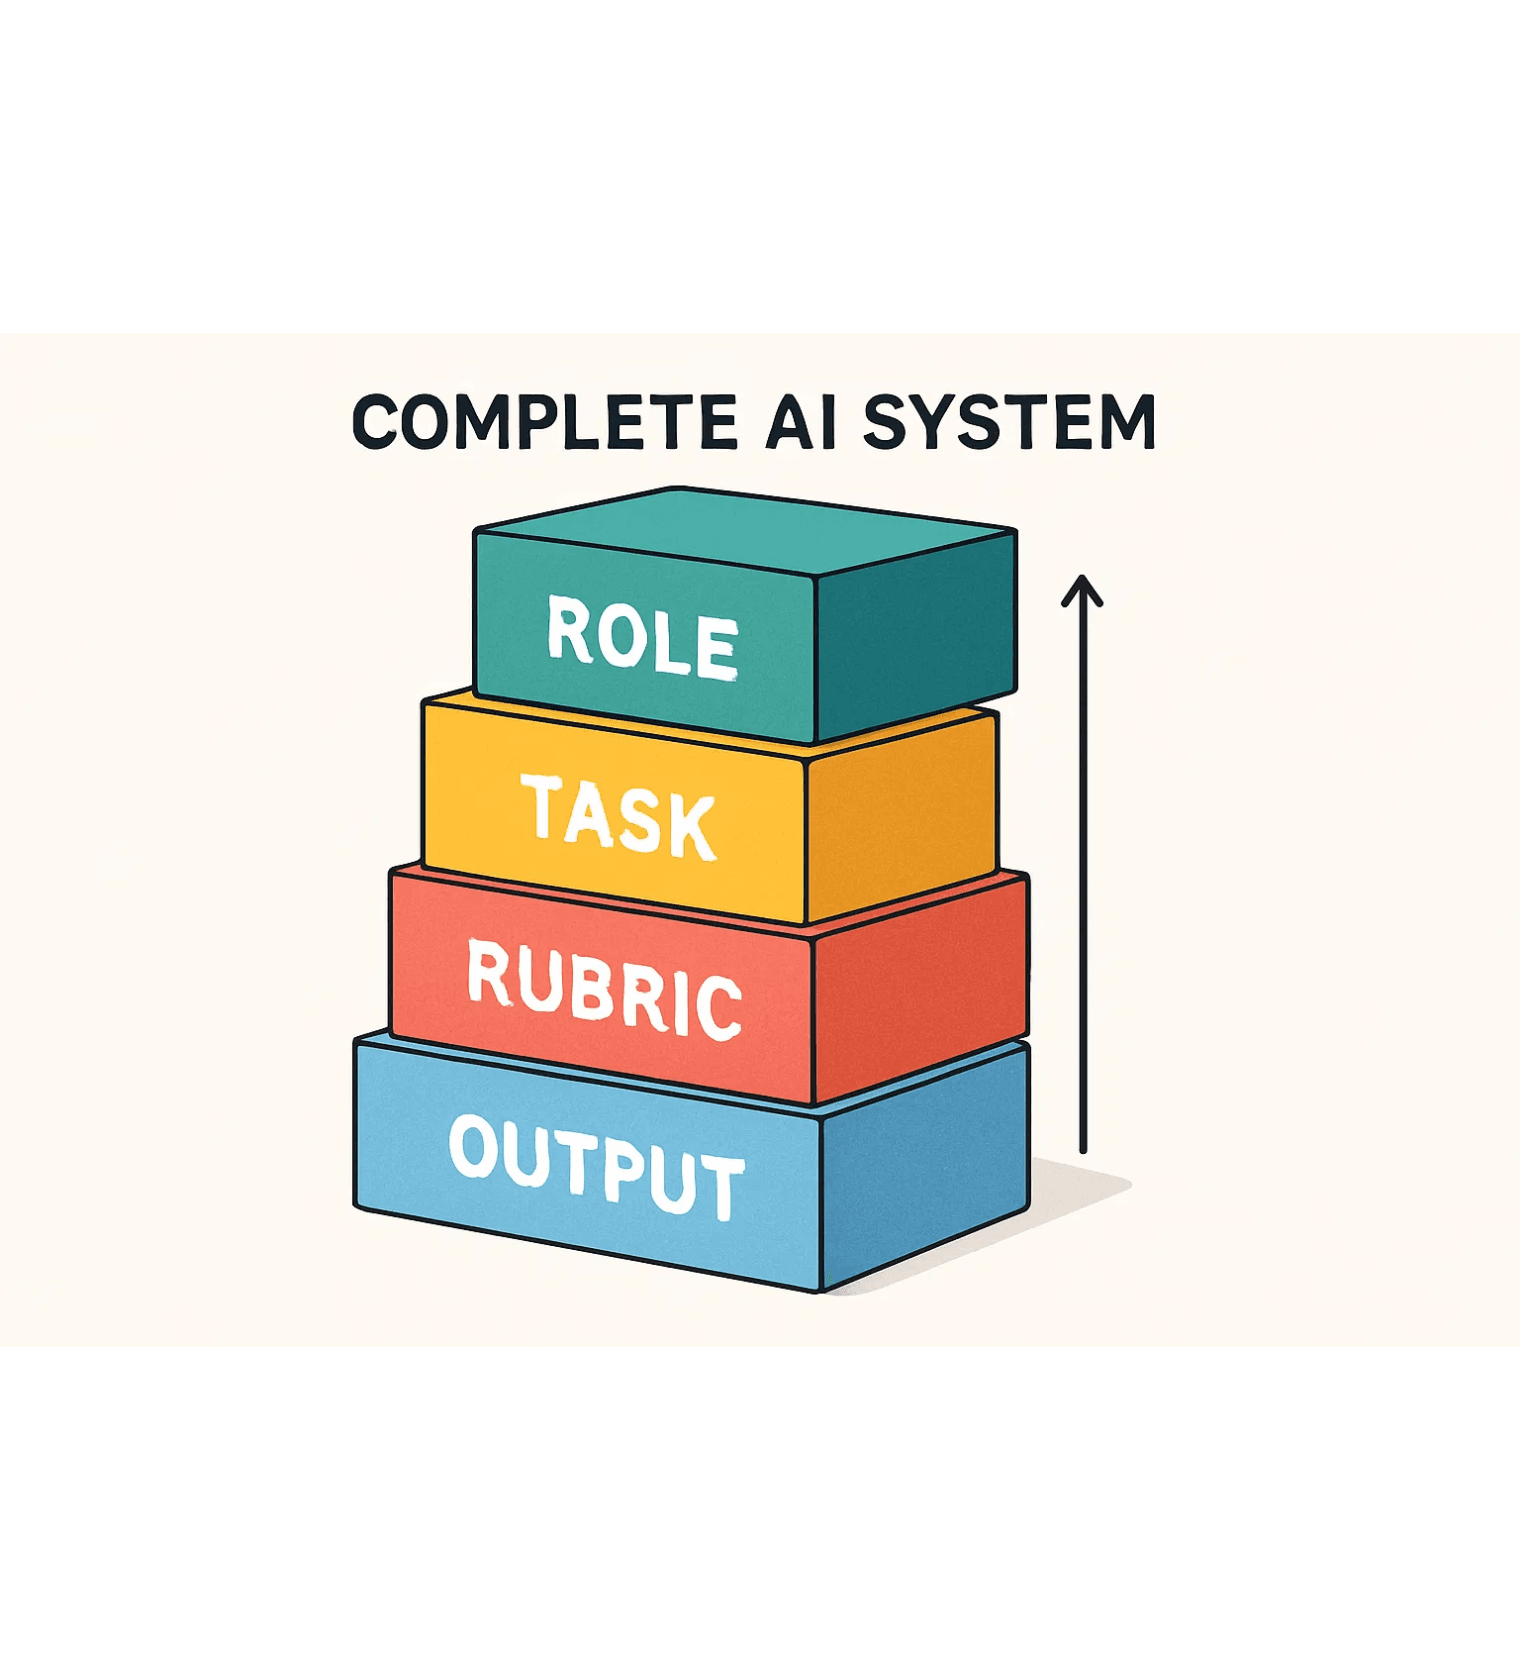 COMPLETE AI SYSTEM
ROLE
TASK
RUBRIC
OUTPUT